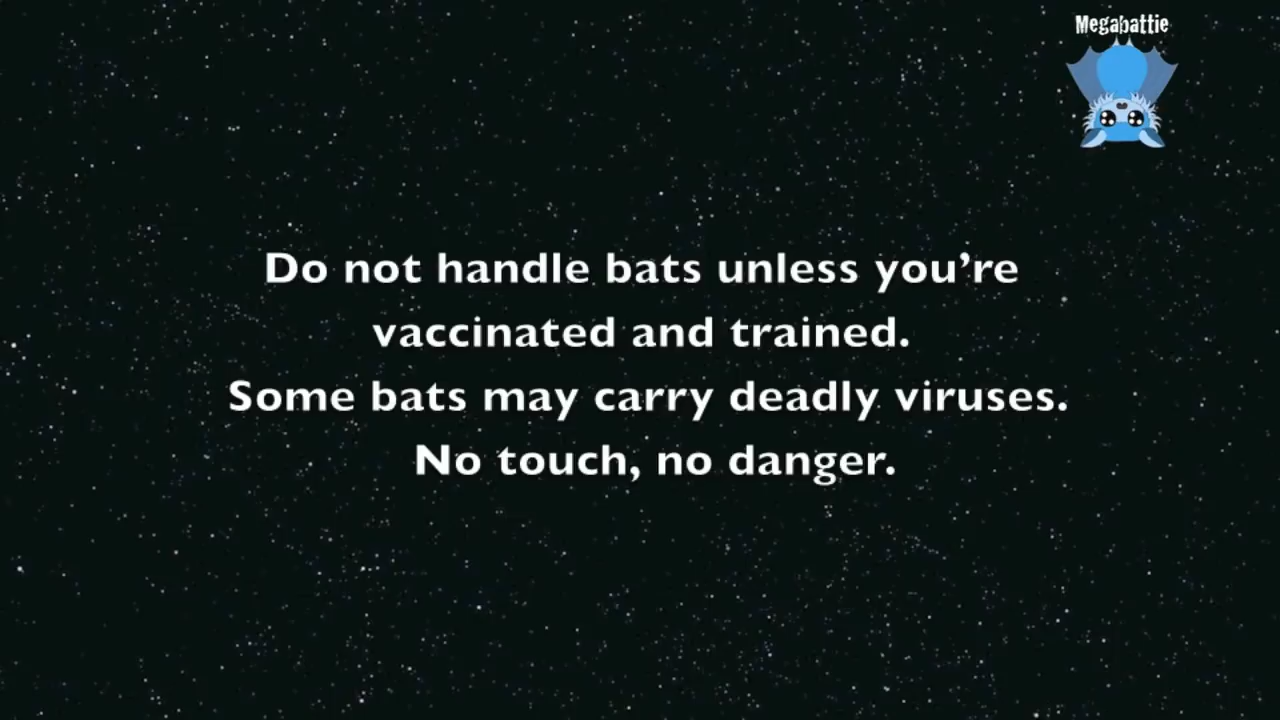 Megabattie
Do not handle bats unless you’re
vaccinated and trained.
Some bats may carry deadly viruses.
No touch, no danger.